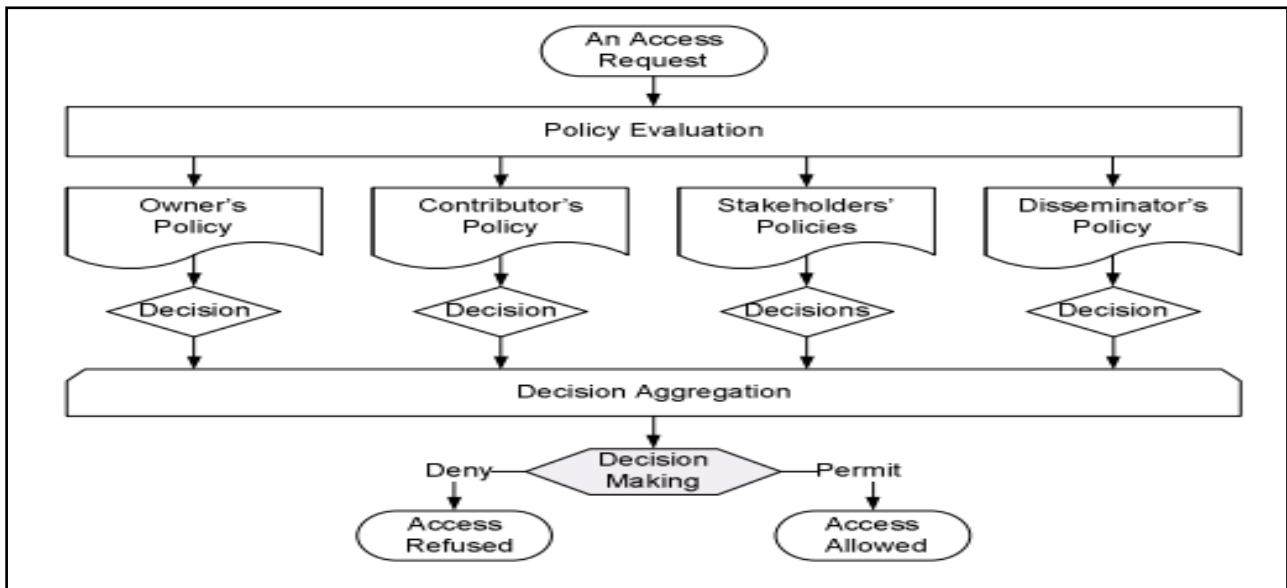 An Access
Request
Policy Evaluation
Owner's
Policy
Contributor's
Policy
Stakeholders'
Policies
Disseminator's
Policy
Decision
Decision
Decisions
Decision
Decision Aggregation
Deny
Decision
Making
Permit
Access
Refused
Access
Allowed